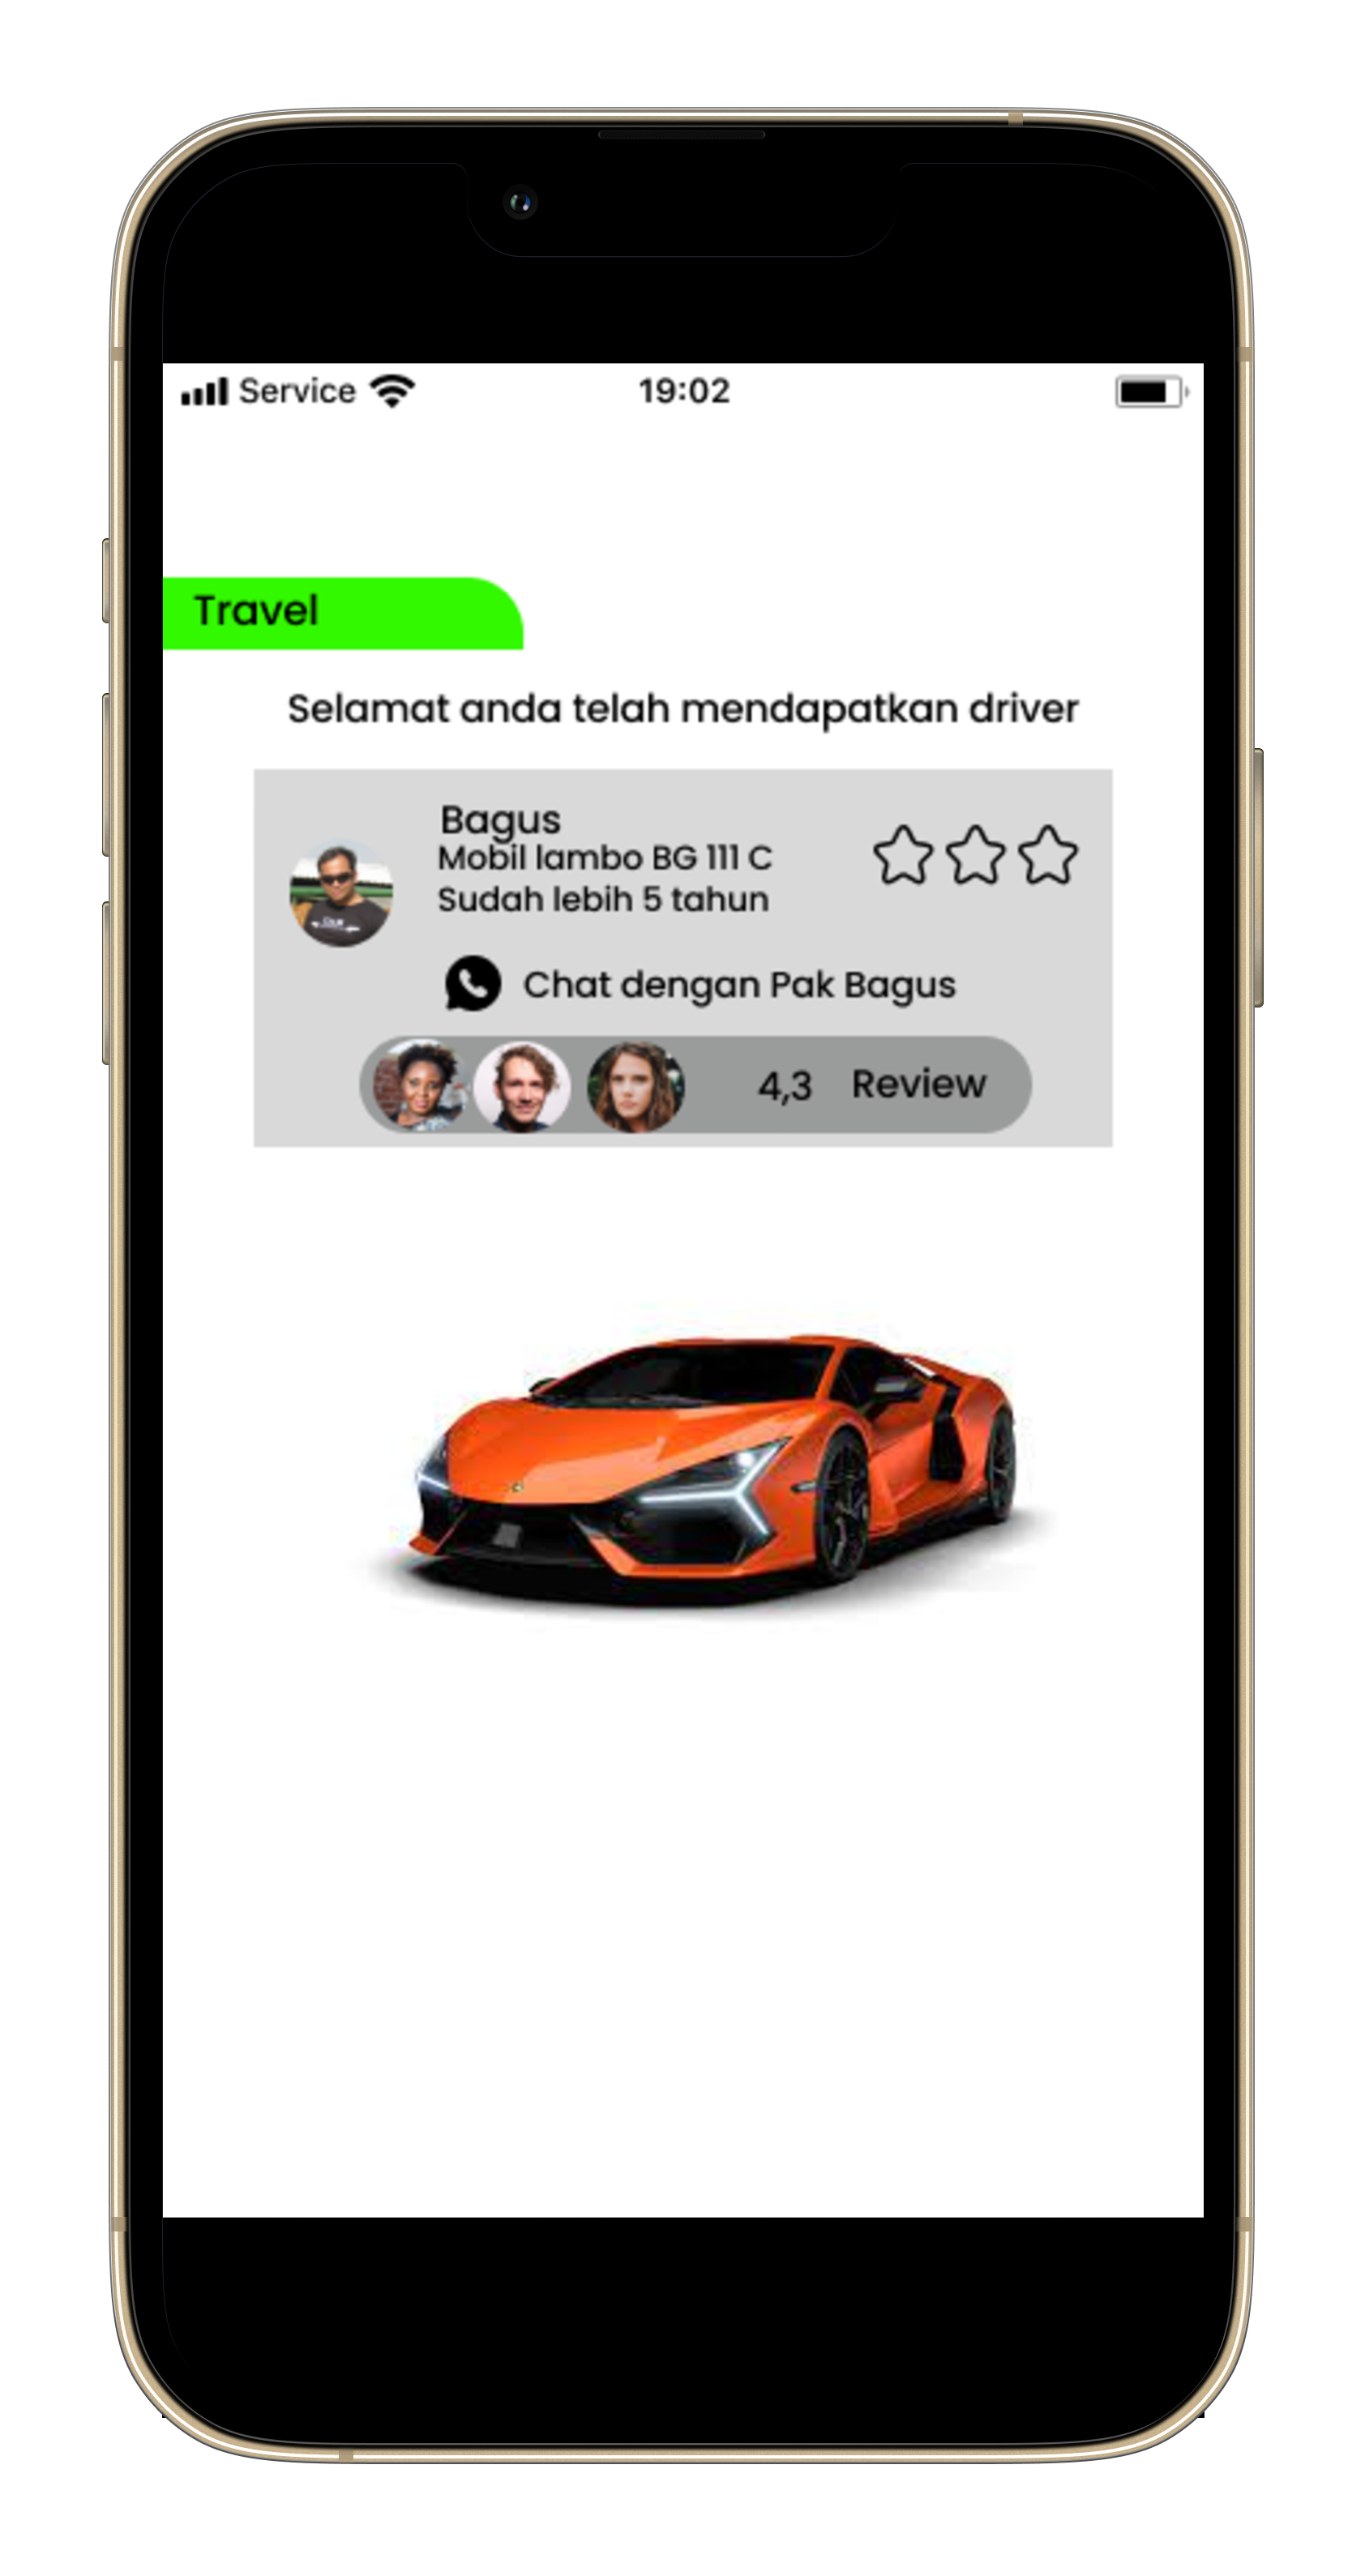 Service
19:02
Travel
Selamat anda telah mendapatkan driver
Bagus
Mobil lambo BG 111 C
Sudah lebih 5 tahun
Chat dengan Pak Bagus
4,3 Review